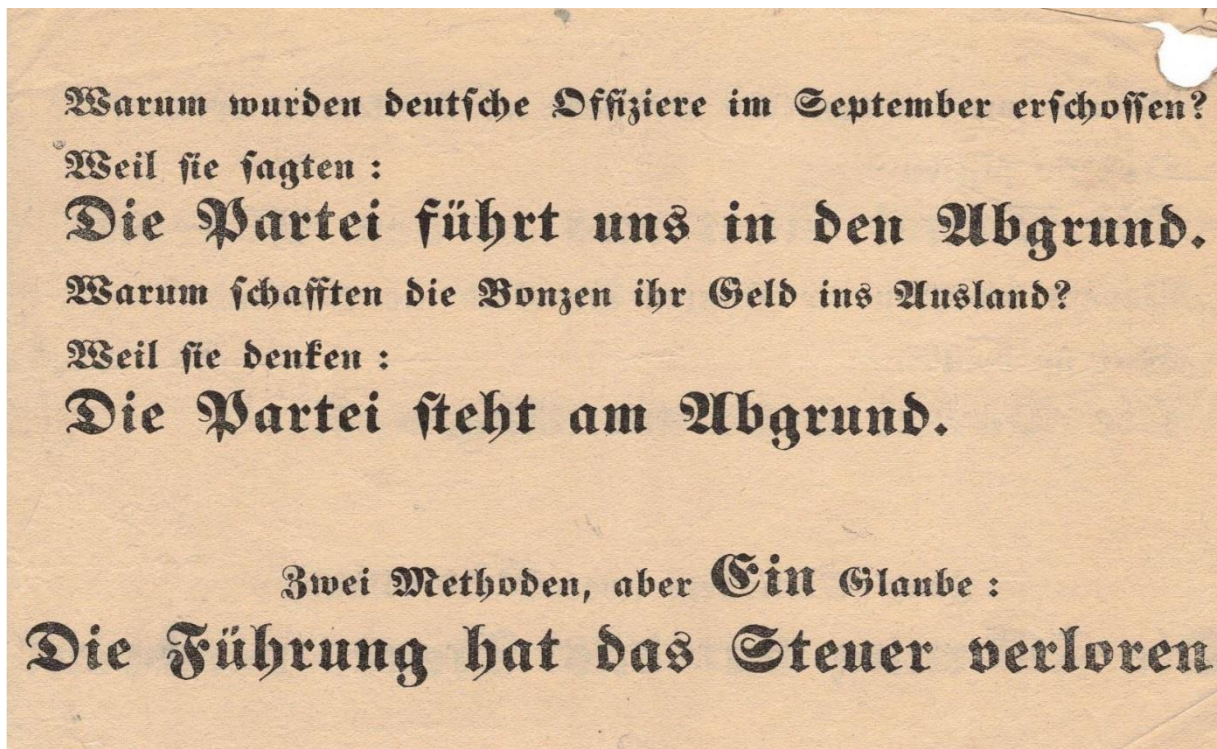 Warum wurden deutsche Offiziere im September erschossen?
Weil sie sagten :
Die Partei führt uns in den Abgrund.
Warum schafften die Bonzen ihr Geld ins Ausland?
Weil sie denken :
Die Partei steht am Abgrund.
Zwei Methoden, aber Ein Glaube :
Die Führung hat das Steuer verloren